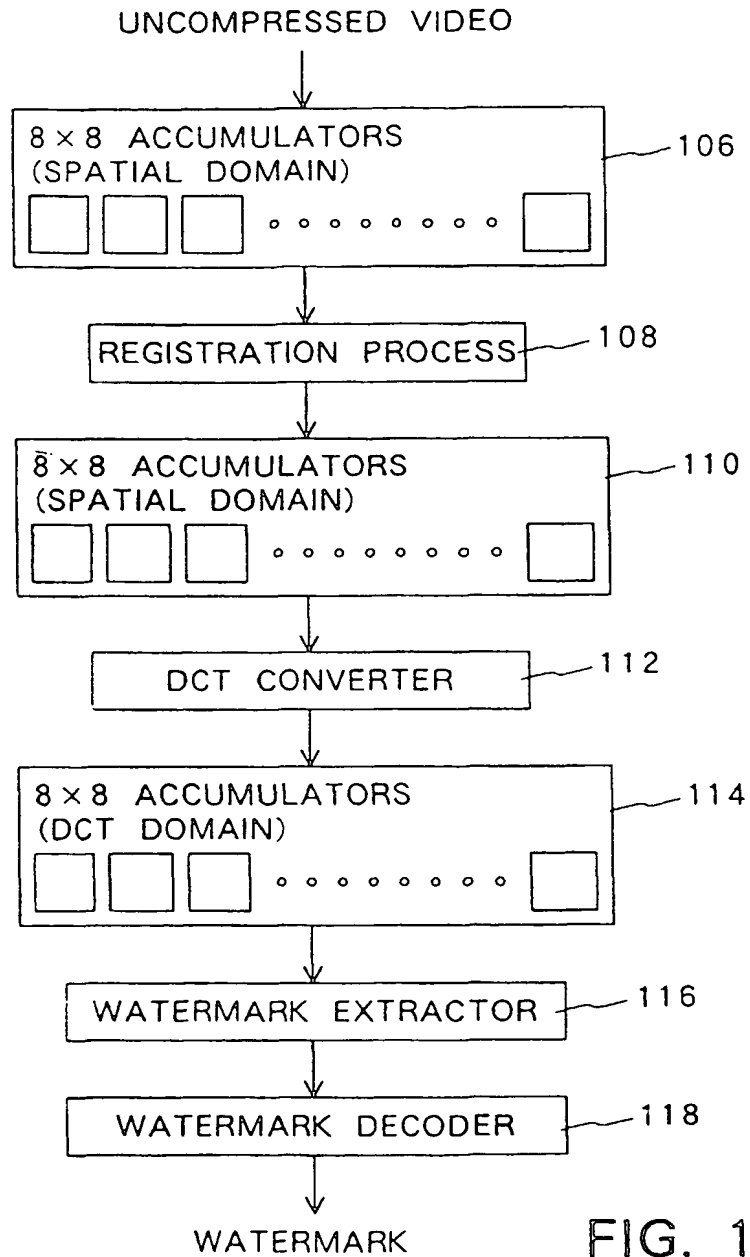 UNCOMPRESSED VIDEO
8 × 8 ACCUMULATORS
(SPATIAL DOMAIN)
106
REGISTRATION PROCESS
108
8 × 8 ACCUMULATORS
(SPATIAL DOMAIN)
110
DCT CONVERTER
112
8 × 8 ACCUMULATORS
(DCT DOMAIN)
114
WATERMARK EXTRACTOR
116
WATERMARK DECODER
118
WATERMARK
FIG. 1